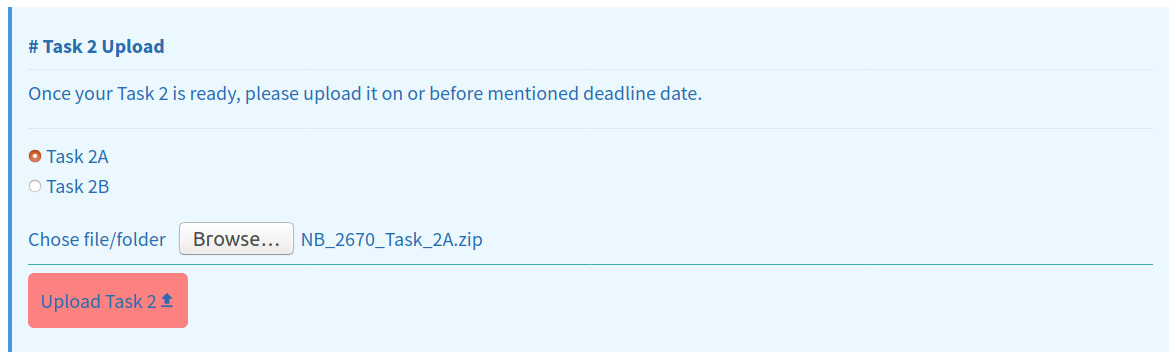 # Task 2 Upload
Once your Task 2 is ready, please upload it on or before mentioned deadline date.
Task 2A
Task 2B
Chose file/folder Browse... NB_2670_Task_2A.zip
Upload Task 2